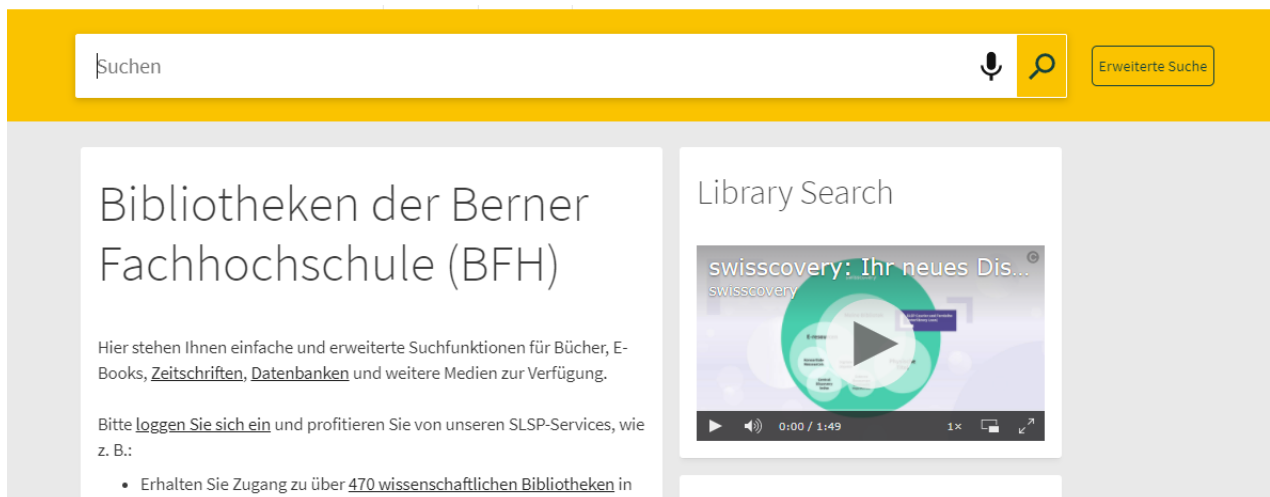 Suchen
Erweiterte Suche
Bibliotheken der Berner
Fachhochschule (BFH)
Hier stehen Ihnen einfache und erweiterte Suchfunktionen für Bücher, E-
Books, Zeitschriften, Datenbanken und weitere Medien zur Verfügung.
Bitte loggen Sie sich ein und profitieren Sie von unseren SLSP-Services, wie
z. B.:
• Erhalten Sie Zugang zu über 470 wissenschaftlichen Bibliotheken in
Library Search
swisscovery: Ihr neues Dis...
swisscovery
0:00 / 1:49
1×